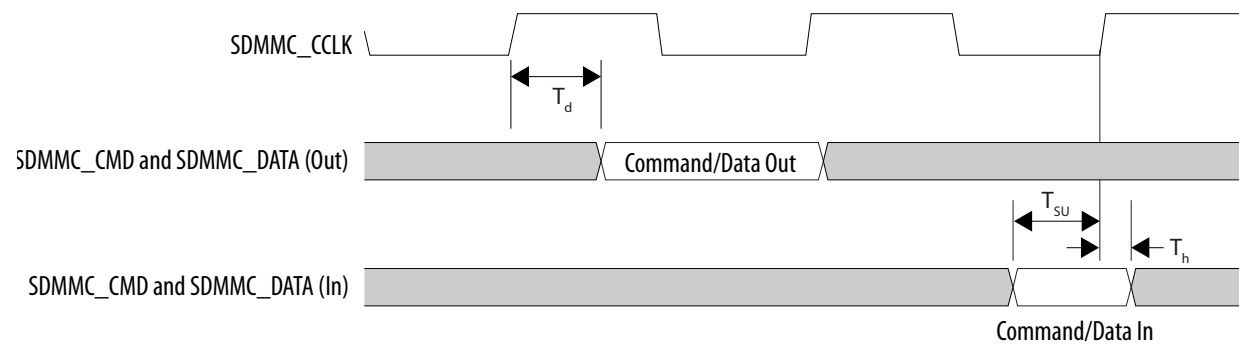 SDMMC_CCLK
Td
SDMMC_CMD and SDMMC_DATA (Out)
Command/Data Out
TSU
Th
SDMMC_CMD and SDMMC_DATA (In)
Command/Data In